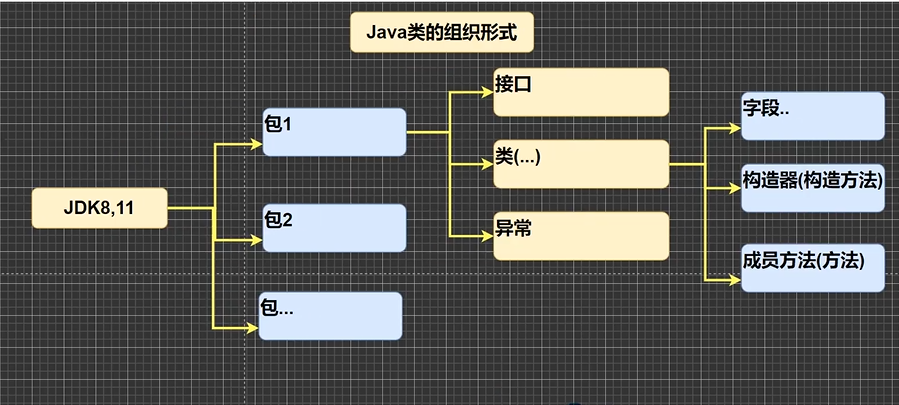 Java类的组织形式
JDK8,11
包1
包2
包...
接口
类(...)
异常
字段..
构造器(构造方法)
成员方法(方法)